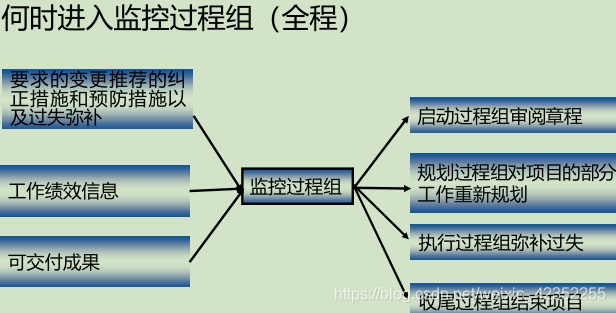 何时进入监控过程组（全程）
要求的变更推荐的纠
正措施和预防措施以
及过失弥补
工作绩效信息
可交付成果
监控过程组
启动过程组审阅章程
规划过程组对项目的部分
工作重新规划
执行过程组弥补过失
收尾过程组结束项目
https://blog.csdn.net/weixin_42352255